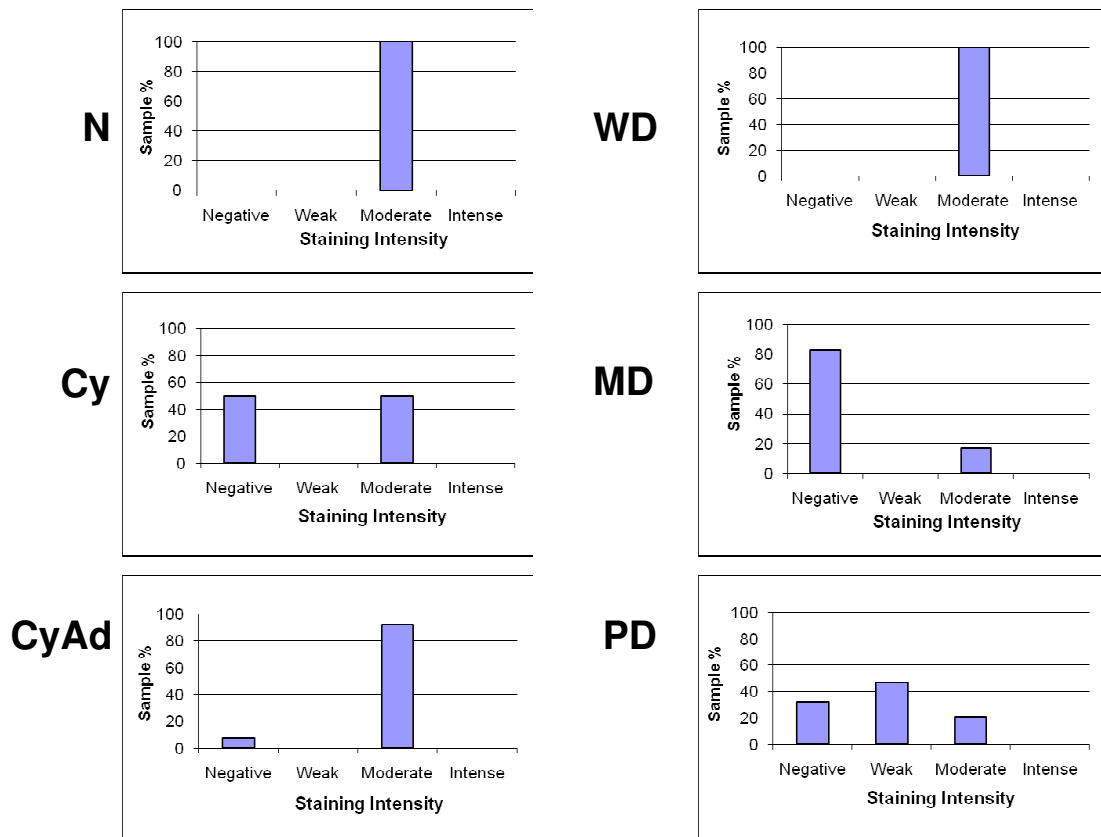 N
Sample %
100
80
60
40
20
0
Negative Weak Moderate Intense
Staining Intensity
WD
Sample %
100
80
60
40
20
0
Negative Weak Moderate Intense
Staining Intensity
Cy
Sample %
100
80
60
40
20
0
Negative Weak Moderate Intense
Staining Intensity
MD
Sample %
100
80
60
40
20
0
Negative Weak Moderate Intense
Staining Intensity
CyAd
Sample %
100
80
60
40
20
0
Negative Weak Moderate Intense
Staining Intensity
PD
Sample %
100
80
60
40
20
0
Negative Weak Moderate Intense
Staining Intensity